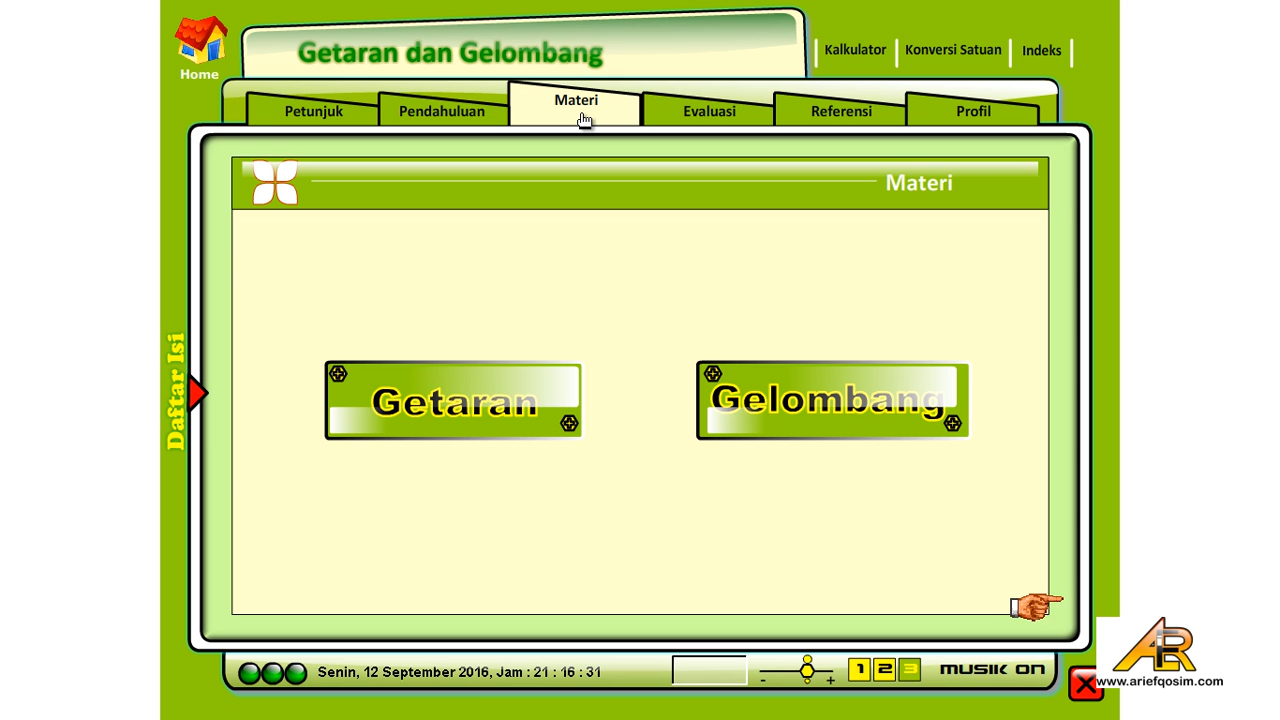 Home
Getaran dan Gelombang
Kalkulator
Konversi Satuan
Indeks
Petunjuk
Pendahuluan
Materi
Evaluasi
Referensi
Profil
Materi
Daftar Isi
Getaran
Gelombang
Senin, 12 September 2016, Jam : 21 : 16 : 31
- +
1 2 3
MUSIK ON
AER
www.ariefqosim.com